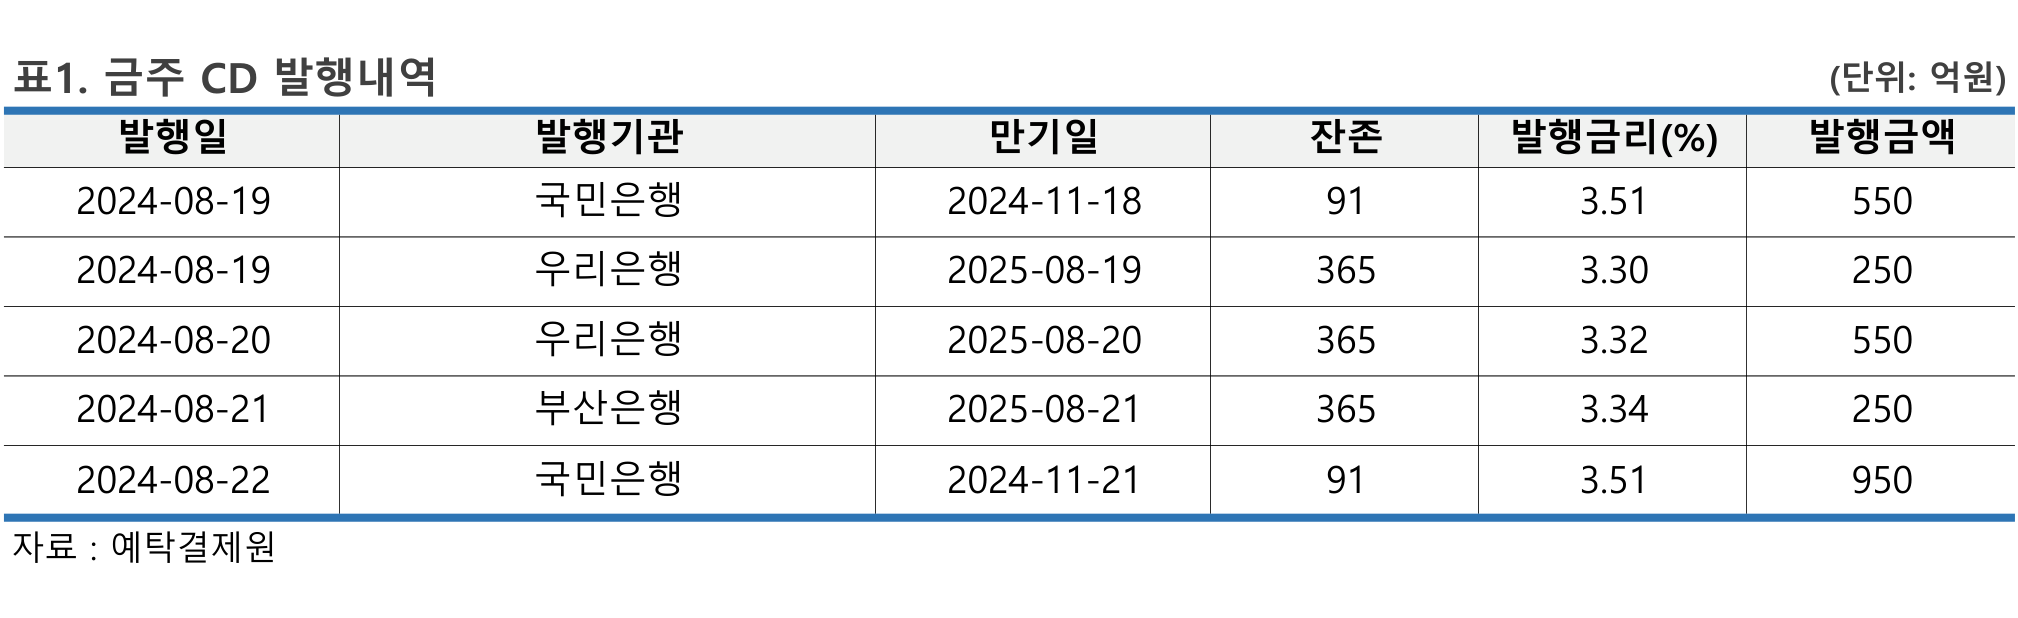 표1. 금주 CD 발행내역 (단위: 억원)
발행일 발행기관 만기일 잔존 발행금리(%) 발행금액
2024-08-19 국민은행 2024-11-18 91 3.51 550
2024-08-19 우리은행 2025-08-19 365 3.30 250
2024-08-20 우리은행 2025-08-20 365 3.32 550
2024-08-21 부산은행 2025-08-21 365 3.34 250
2024-08-22 국민은행 2024-11-21 91 3.51 950
자료 : 예탁결제원